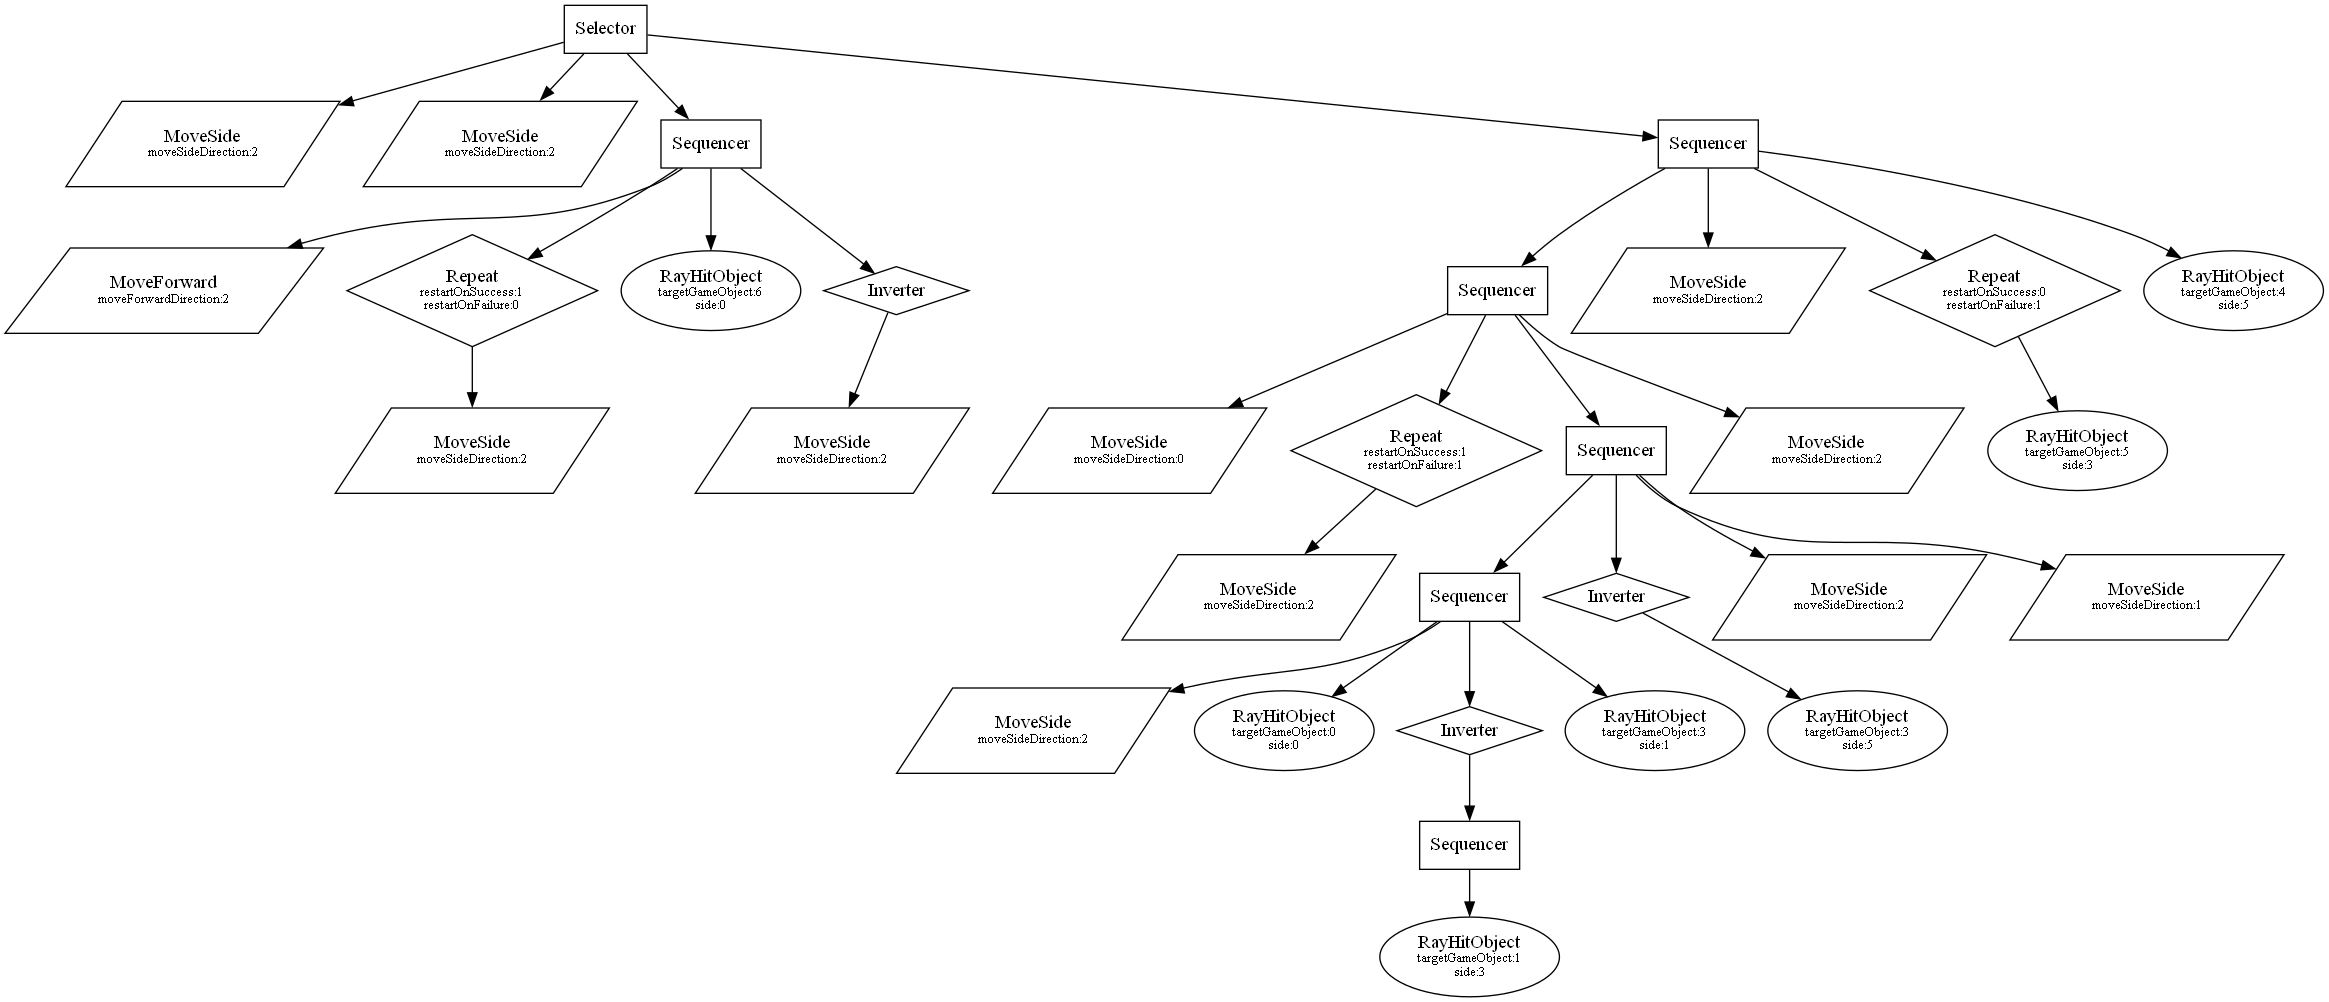 Selector
MoveSide
moveSideDirection:2
MoveSide
moveSideDirection:2
Sequencer
Sequencer
MoveForward
moveForwardDirection:2
Repeat
restartOnSuccess:1
restartOnFailure:0
RayHitObject
targetGameObject:6
side:0
Inverter
Sequencer
MoveSide
moveSideDirection:2
Repeat
restartOnSuccess:0
restartOnFailure:1
RayHitObject
targetGameObject:4
side:5
MoveSide
moveSideDirection:2
MoveSide
moveSideDirection:2
MoveSide
moveSideDirection:0
Repeat
restartOnSuccess:1
restartOnFailure:1
Sequencer
MoveSide
moveSideDirection:2
RayHitObject
targetGameObject:5
side:3
MoveSide
moveSideDirection:2
Sequencer
Inverter
MoveSide
moveSideDirection:2
MoveSide
moveSideDirection:1
MoveSide
moveSideDirection:2
RayHitObject
targetGameObject:0
side:0
Inverter
RayHitObject
targetGameObject:3
side:1
RayHitObject
targetGameObject:3
side:5
Sequencer
RayHitObject
targetGameObject:1
side:3